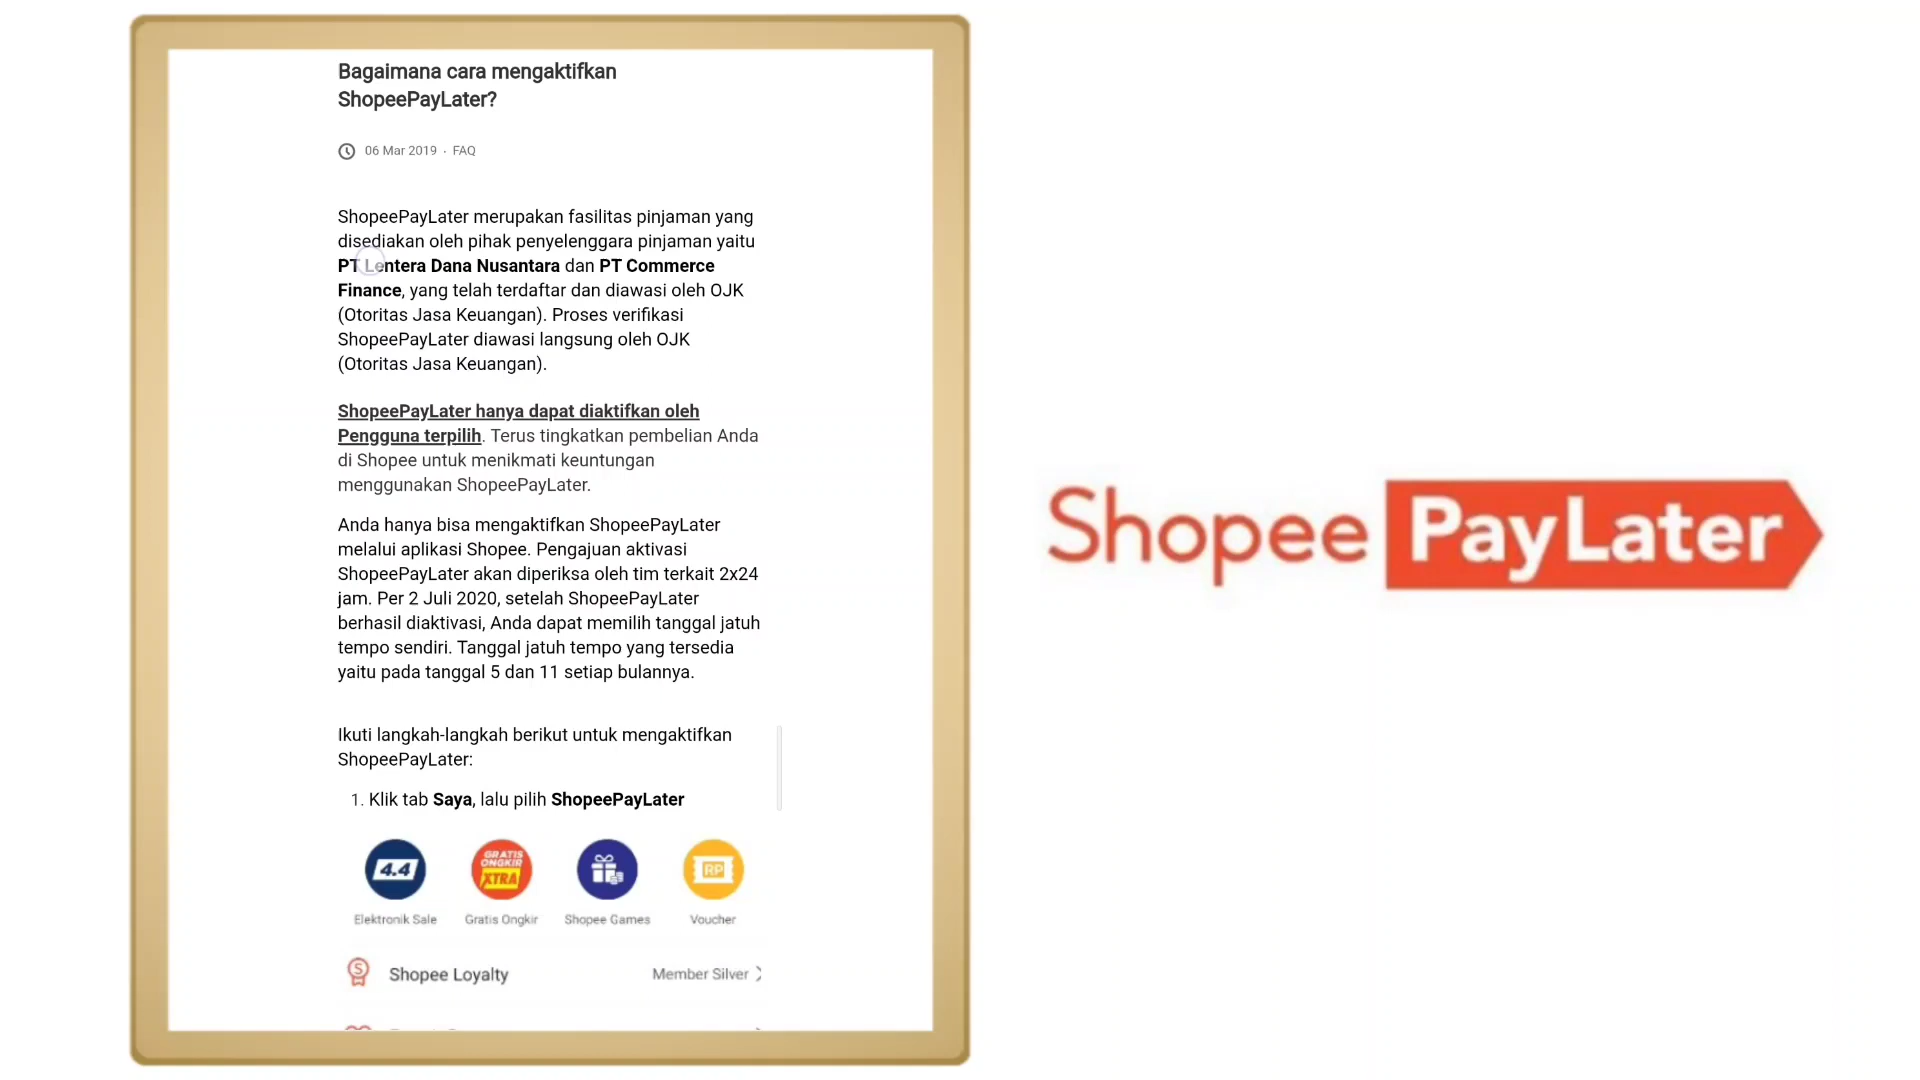 Bagaimana cara mengaktifkan
ShopeePayLater?
06 Mar 2019 · FAQ
ShopeePayLater merupakan fasilitas pinjaman yang
disediakan oleh pihak penyelenggara pinjaman yaitu
PT Lentera Dana Nusantara dan PT Commerce
Finance, yang telah terdaftar dan diawasi oleh OJK
(Otoritas Jasa Keuangan). Proses verifikasi
ShopeePayLater diawasi langsung oleh OJK
(Otoritas Jasa Keuangan).
ShopeePayLater hanya dapat diaktifkan oleh
Pengguna terpilih. Terus tingkatkan pembelian Anda
di Shopee untuk menikmati keuntungan
menggunakan ShopeePayLater.
Anda hanya bisa mengaktifkan ShopeePayLater
melalui aplikasi Shopee. Pengajuan aktivasi
ShopeePayLater akan diperiksa oleh tim terkait 2x24
jam. Per 2 Juli 2020, setelah ShopeePayLater
berhasil diaktivasi, Anda dapat memilih tanggal jatuh
tempo sendiri. Tanggal jatuh tempo yang tersedia
yaitu pada tanggal 5 dan 11 setiap bulannya.
Ikuti langkah-langkah berikut untuk mengaktifkan
ShopeePayLater:
1. Klik tab Saya, lalu pilih ShopeePayLater
4.4
GRATIS
ONGKIR
XTRA
RP
Elektronik Sale
Gratis Ongkir
Shopee Games
Voucher
Shopee Loyalty
Member Silver
Shopee PayLater